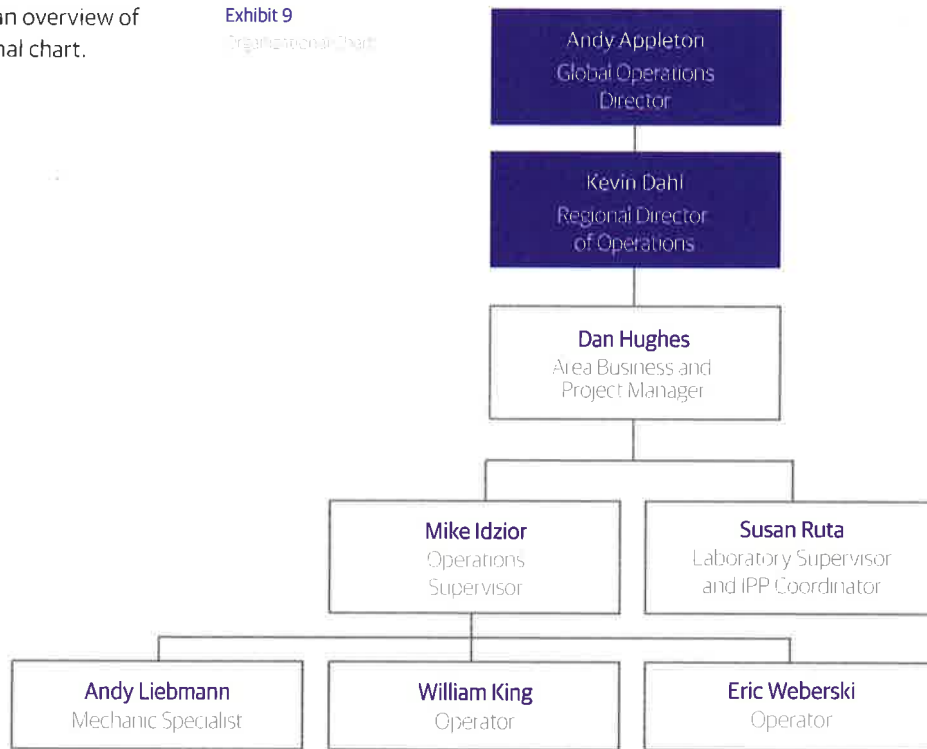 an overview of
nal chart.
Exhibit 9
Organizational Chart
Andy Appleton
Global Operations
Director
Kevin Dahl
Regional Director
of Operations
Dan Hughes
Area Business and
Project Manager
Mike Idzior
Operations
Supervisor
Susan Ruta
Laboratory Supervisor
and IPP Coordinator
Andy Liebmann
Mechanic Specialist
William King
Operator
Eric Weberski
Operator